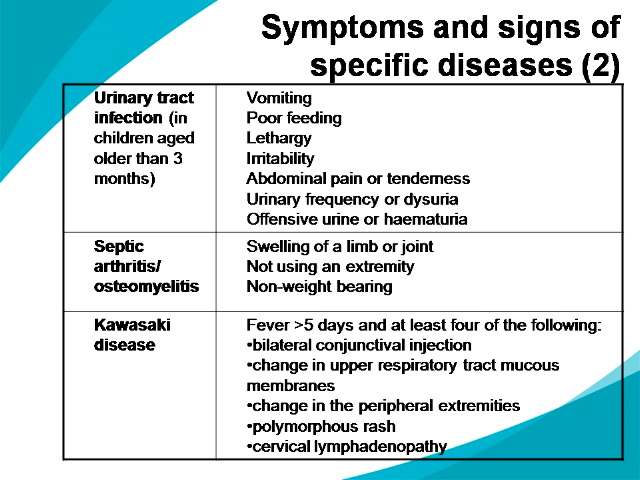 Symptoms and signs of
specific diseases (2)
Urinary tract
infection (in
children aged
older than 3
months)
Vomiting
Poor feeding
Lethargy
Irritability
Abdominal pain or tenderness
Urinary frequency or dysuria
Offensive urine or haematuria
Septic
arthritis/
osteomyelitis
Swelling of a limb or joint
Not using an extremity
Non-weight bearing
Kawasaki
disease
Fever >5 days and at least four of the following:
•bilateral conjunctival injection
•change in upper respiratory tract mucous
membranes
•change in the peripheral extremities
•polymorphous rash
•cervical lymphadenopathy